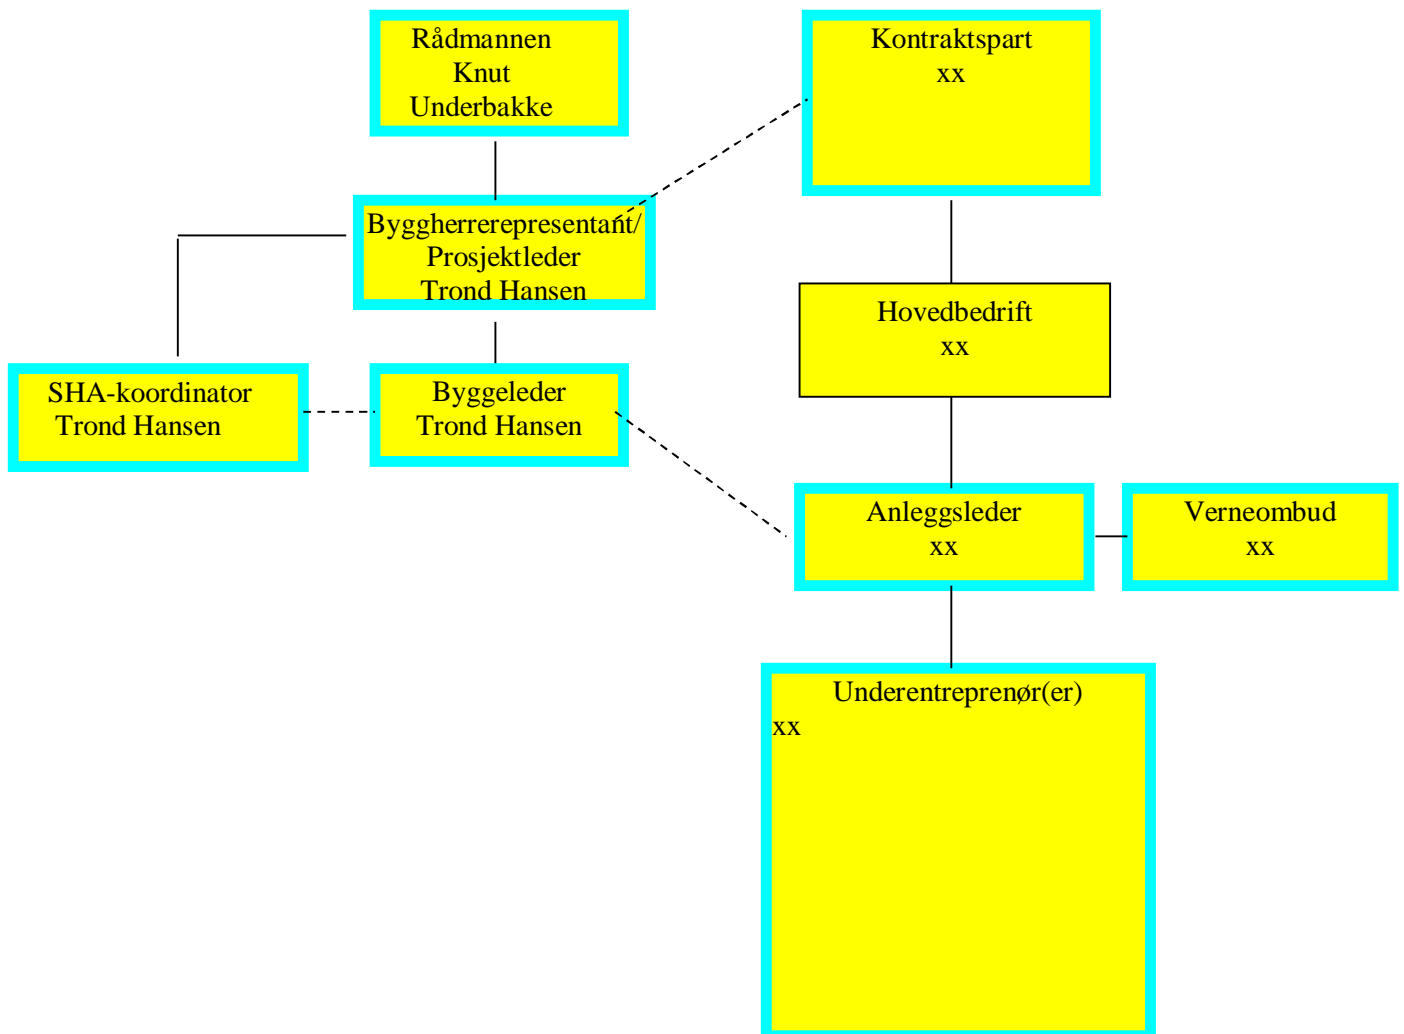 Rådmannen
Knut
Underbakke
Kontraktspart
xx
Byggherrerepresentant/
Prosjektleder
Trond Hansen
Hovedbedrift
xx
SHA-koordinator
Trond Hansen
Byggeleder
Trond Hansen
Anleggsleder
xx
Verneombud
xx
Underentreprenør(er)
xx